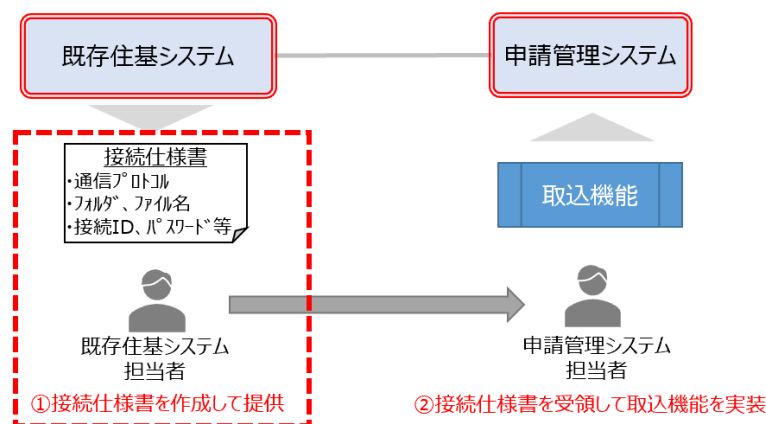 既存住基システム
申請管理システム
接続仕様書
・通信ﾌﾟﾛﾄｺﾙ
・ﾌｫﾙﾀﾞ、ﾌｧｲﾙ名
・接続ID、ﾊﾟｽﾜｰﾄﾞ等
取込機能
既存住基システム
担当者
申請管理システム
担当者
①接続仕様書を作成して提供
②接続仕様書を受領して取込機能を実装